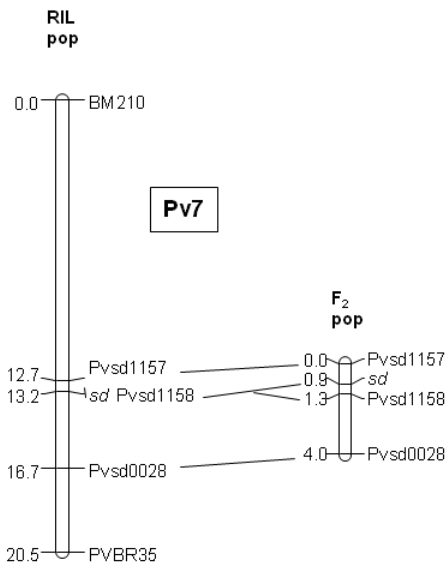 RIL
pop
0.0 BM210
Pv7
F2
pop
Pvsd1157
12.7
13.2 sd Pvsd1158
0.0 Pvsd1157
0.9 sd
1.3 Pvsd1158
16.7 Pvsd0028
4.0 Pvsd0028
20.5 PVBR35